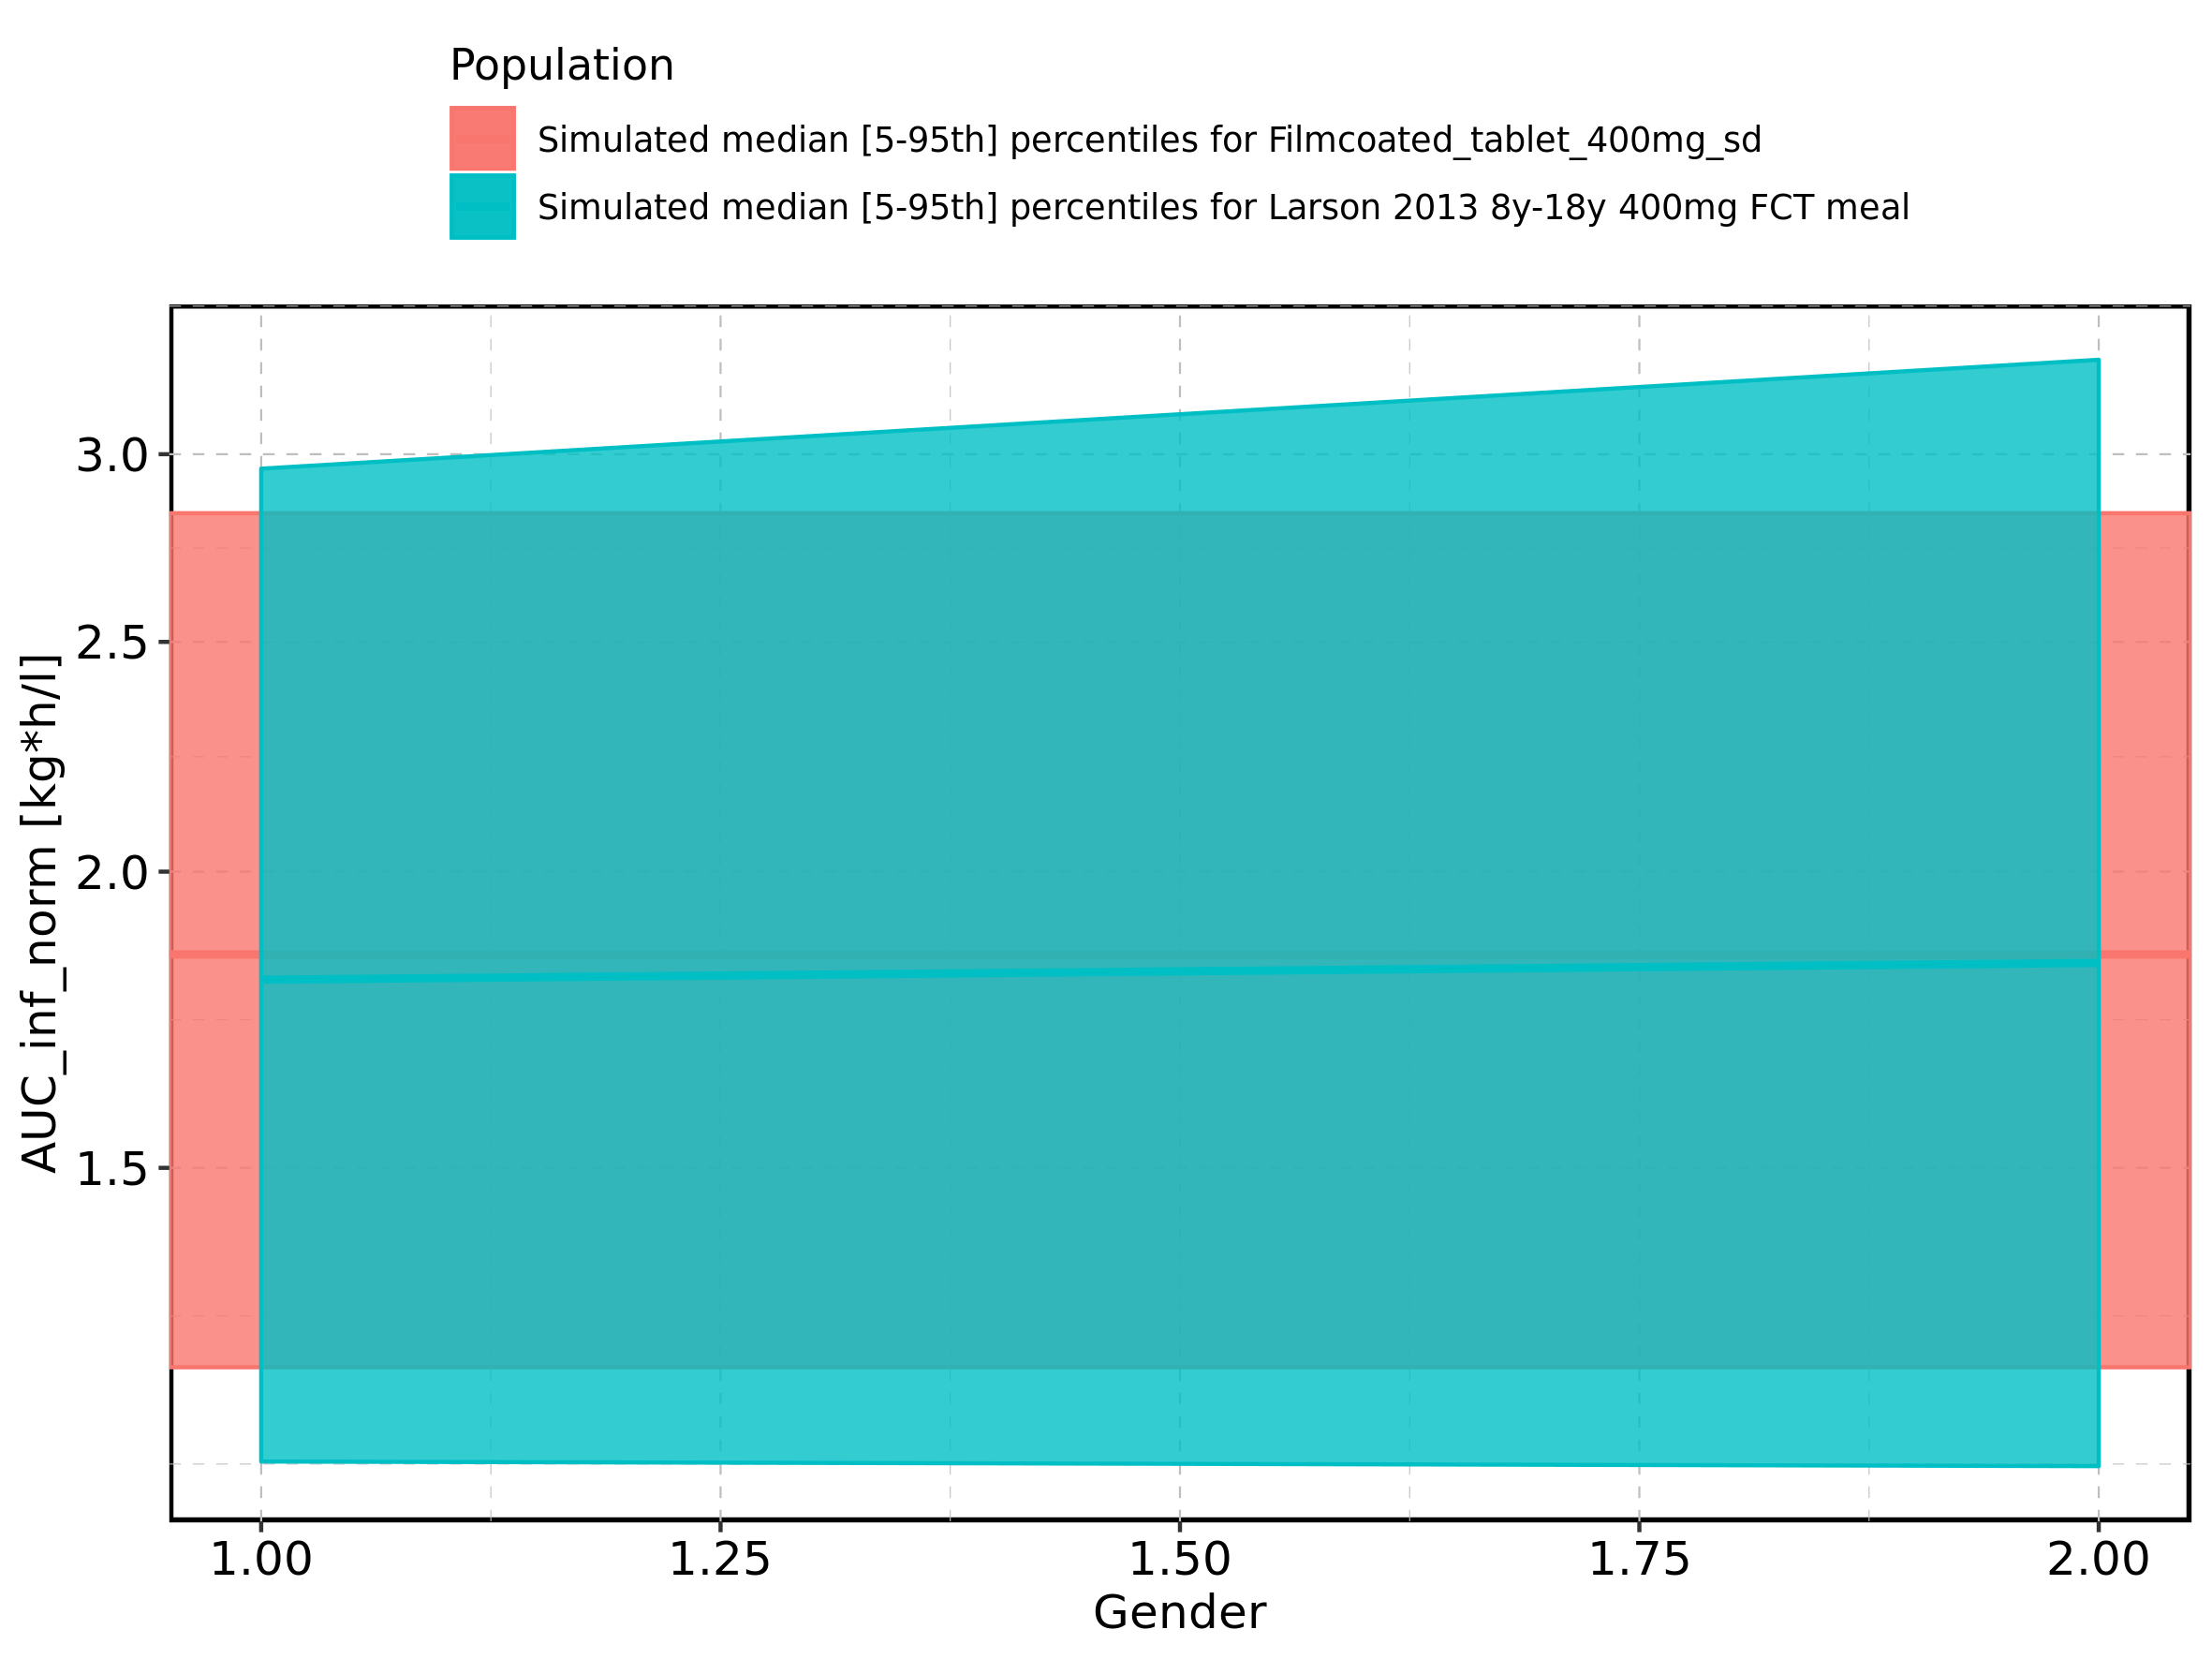 Population
Simulated median [5-95th] percentiles for Filmcoated_tablet_400mg_sd
Simulated median [5-95th] percentiles for Larson 2013 8y-18y 400mg FCT meal
AUC_inf_norm [kg*h/l]
3.0
2.5
2.0
1.5
1.00 1.25 1.50 1.75 2.00
Gender